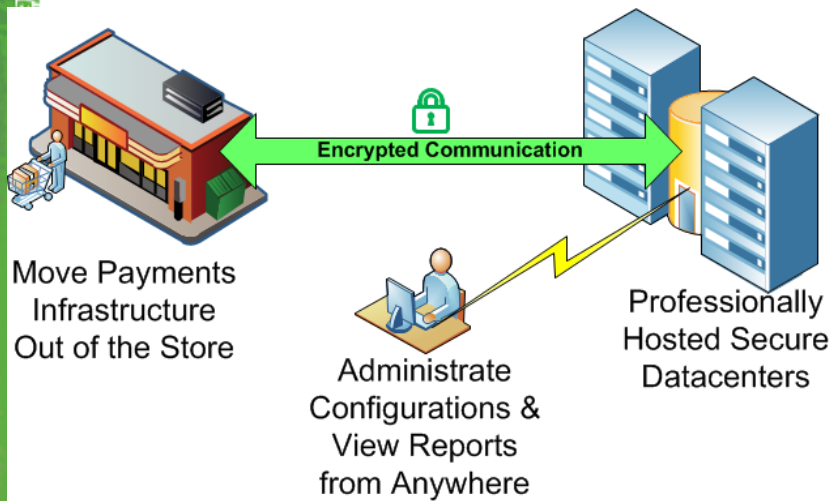 Encrypted Communication
Move Payments
Infrastructure
Out of the Store
Administrate
Configurations &
View Reports
from Anywhere
Professionally
Hosted Secure
Datacenters